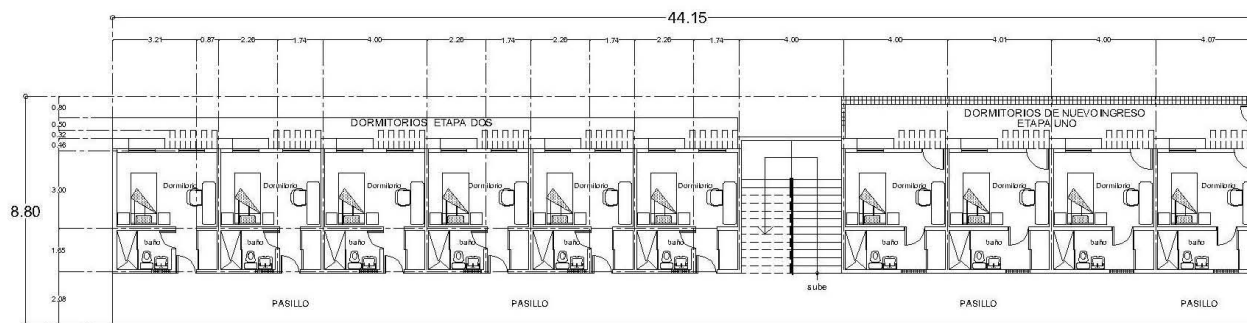 44.15
3.21 0.87 2.26 1.74 4.00 2.26 1.74 2.26 1.74 2.26 1.74 4.00 4.00 4.01 4.00 4.07
0.80
0.50
0.32
0.46
DORMITORIOS ETAPA DOS
DORMITORIOS DE NUEVO INGRESO
ETAPA UNO
Dormitorio Dormitorio Dormitorio Dormitorio Dormitorio Dormitorio Dormitorio Dormitorio Dormitorio Dormitorio
3.00
8.80
baño baño baño baño baño baño baño baño baño baño
1.65
sube
2.08
PASILLO PASILLO PASILLO PASILLO